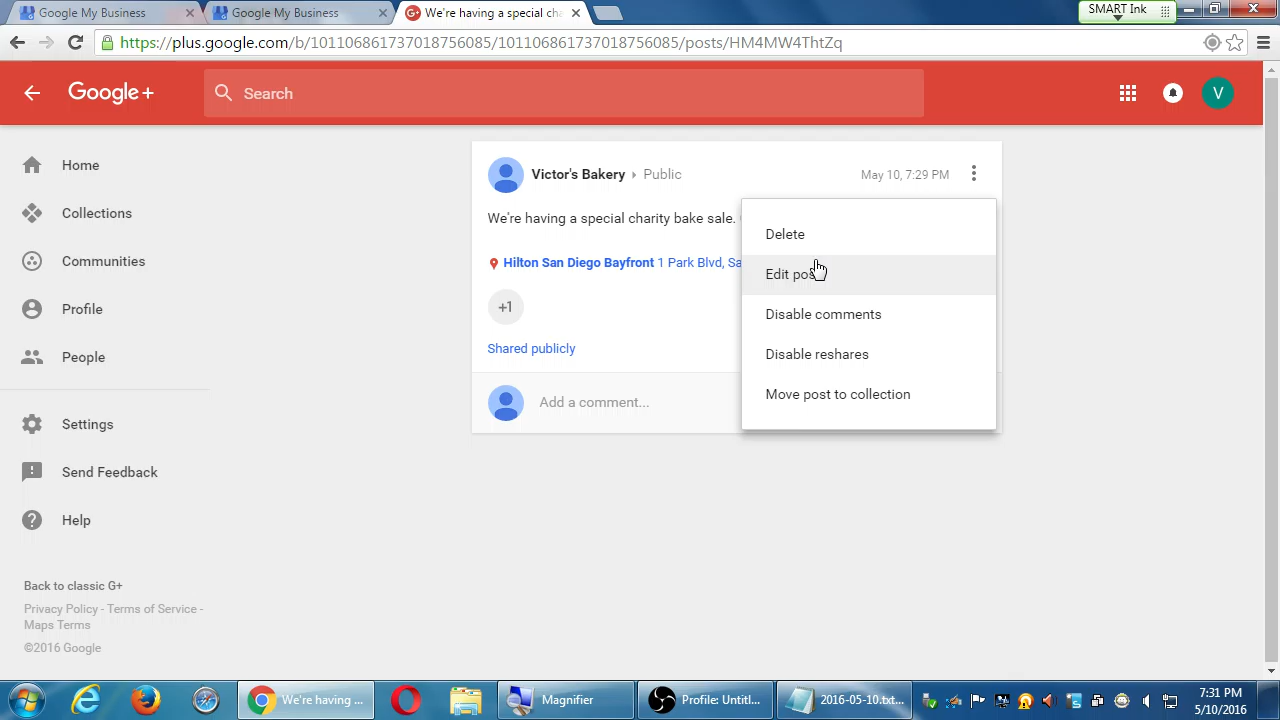 Google My Business
Google My Business
We're having a special cha
SMART Ink
https://plus.google.com/b/101106861737018756085/101106861737018756085/posts/HM4MW4ThtZq
Google+
Search
V
Home
Collections
Communities
Profile
People
Settings
Send Feedback
Help
Back to classic G+
Privacy Policy - Terms of Service -
Maps Terms
©2016 Google
Victor's Bakery
Public
May 10, 7:29 PM
We're having a special charity bake sale.
Hilton San Diego Bayfront 1 Park Blvd, Sa
+1
Shared publicly
Add a comment...
Delete
Edit pos
Disable comments
Disable reshares
Move post to collection
We're having ...
Magnifier
Profile: Untitl...
2016-05-10.txt...
7:31 PM
5/10/2016